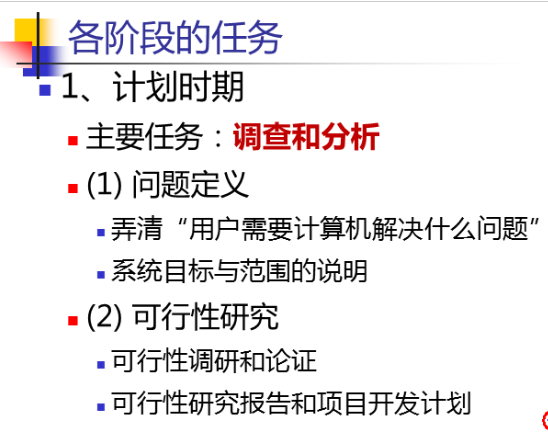 各阶段的任务
1、计划时期
主要任务：调查和分析
(1) 问题定义
弄清“用户需要计算机解决什么问题”
系统目标与范围的说明
(2) 可行性研究
可行性调研和论证
可行性研究报告和项目开发计划